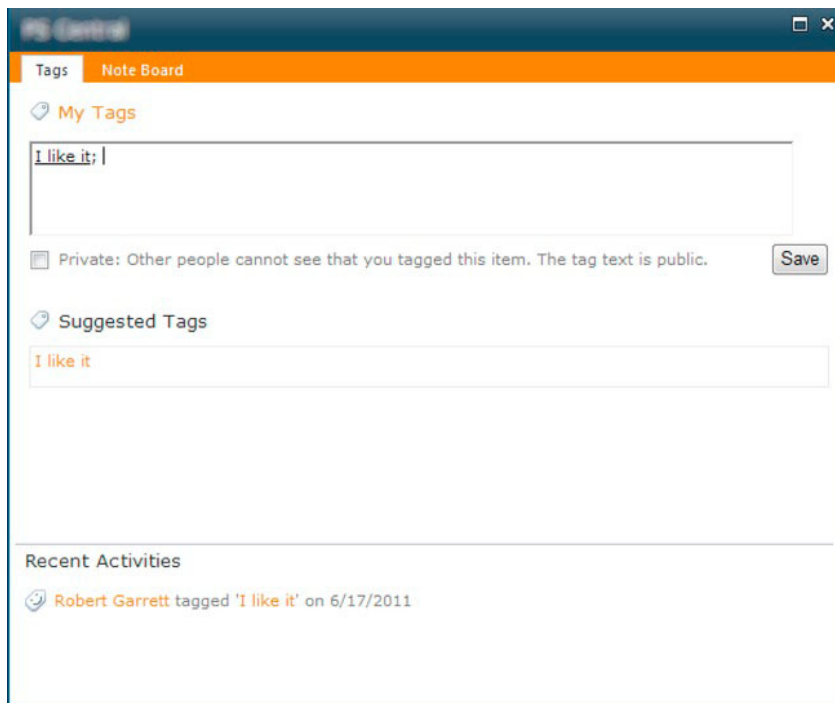 Tags Note Board
My Tags
I like it;
Private: Other people cannot see that you tagged this item. The tag text is public. Save
Suggested Tags
I like it
Recent Activities
Robert Garrett tagged 'I like it' on 6/17/2011